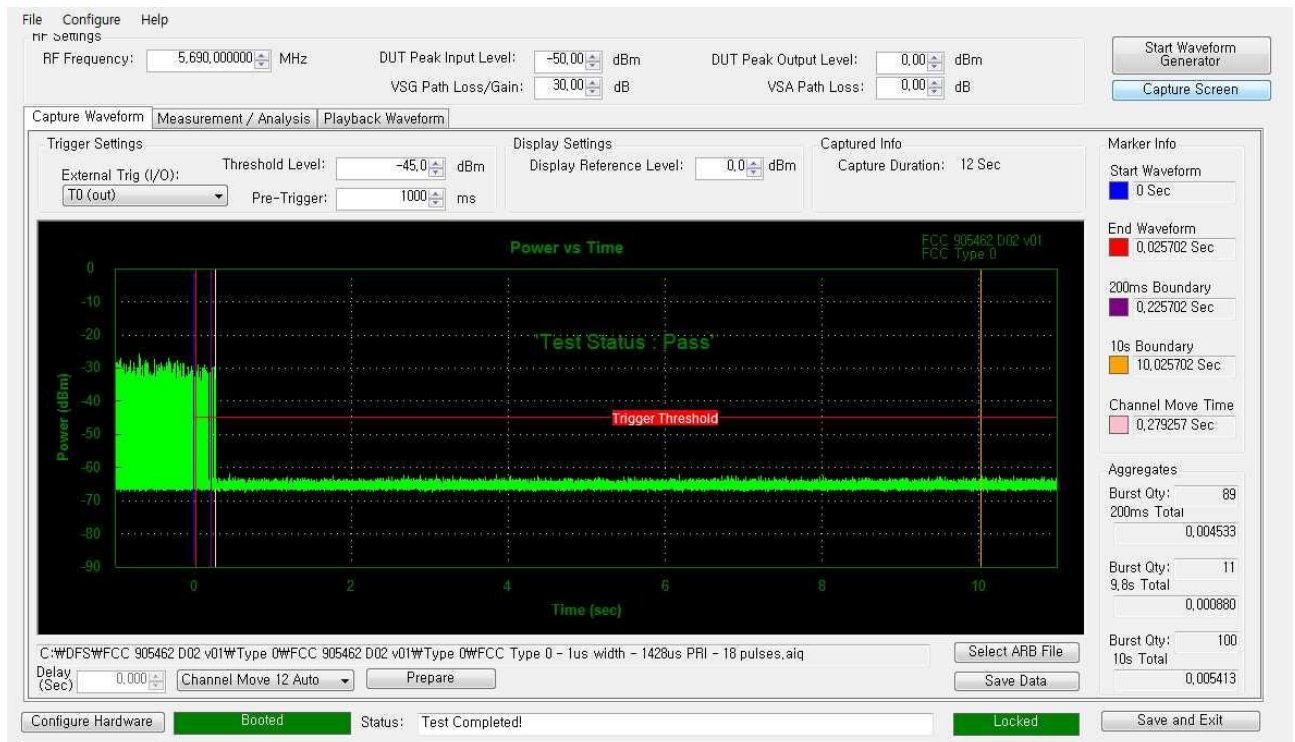 File Configure Help
RF Settings
RF Frequency: 5,690,000000 MHz DUT Peak Input Level: -50,00 dBm DUT Peak Output Level: 0,00 dBm
VSG Path Loss/Gain: 30,00 dB VSA Path Loss: 0,00 dB
Start Waveform
Generator
Capture Screen
Capture Waveform Measurement / Analysis Playback Waveform
Trigger Settings
External Trig (I/O):
T0 (out)
Threshold Level: -45,0 dBm
Pre-Trigger: 1000 ms
Display Settings
Display Reference Level: 0,0 dBm
Captured Info
Capture Duration: 12 Sec
Power vs Time
FCC 905462 D02 v01
FCC Type 0
'Test Status : Pass'
Trigger Threshold
Power (dBm)
0
-10
-20
-30
-40
-50
-60
-70
-80
-90
0 2 4 6 8 10
Time (sec)
Marker Info
Start Waveform
0 Sec
End Waveform
0,025702 Sec
200ms Boundary
0,225702 Sec
10s Boundary
10,025702 Sec
Channel Move Time
0,279257 Sec
Aggregates
Burst Qty: 89
200ms Total
0,004533
Burst Qty: 11
9,8s Total
0,000880
Burst Qty: 100
10s Total
0,005413
C:₩DFS₩FCC 905462 D02 v01₩Type 0₩FCC 905462 D02 v01₩Type 0₩FCC Type 0 - 1us width - 1428us PRI - 18 pulses,aiq
Select ARB File
Delay
(Sec) 0,000 Channel Move 12 Auto Prepare Save Data
Configure Hardware Booted Status: Test Completed! Locked Save and Exit